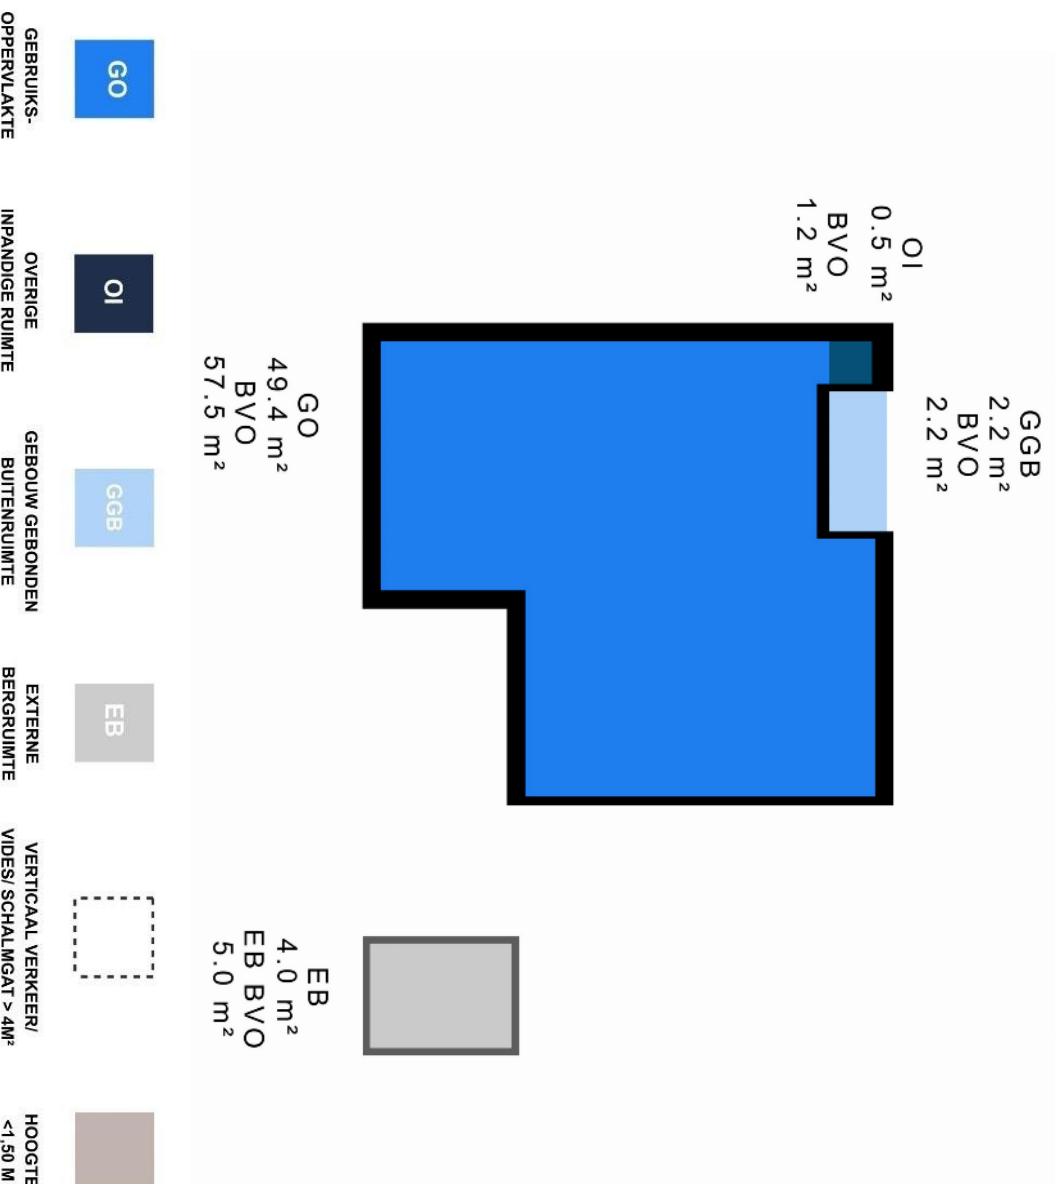 OI
0.5 m²
BVO
1.2 m²
GGB
2.2 m²
BVO
2.2 m²
GO
49.4 m²
BVO
57.5 m²
EB
4.0 m²
EB BVO
5.0 m²
GO
GEBRUIKS-
OPPERVLAKTE
OI
OVERIGE
INPANDIGE RUIMTE
GGB
GEBOUW GEBONDEN
BUITENRUIMTE
EB
EXTERNE
BERGRUIMTE
VERTICAAL VERKEER/
VIDES/ SCHALMGAT > 4M²
HOOGTE
<1,50 M